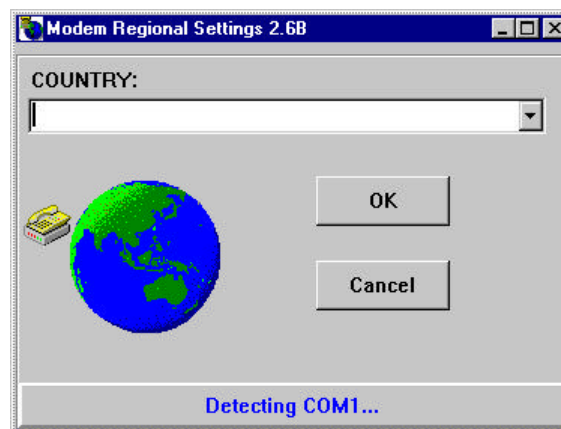 Modem Regional Settings 2.6B
COUNTRY:
OK
Cancel
Detecting COM1...